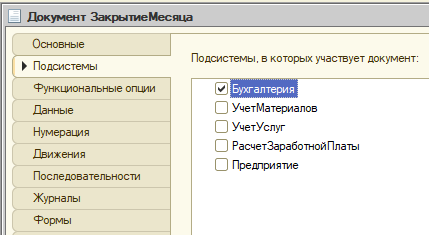 Документ ЗакрытиеМесяца
Основные
Подсистемы
Функциональные опции
Данные
Нумерация
Движения
Последовательности
Журналы
Формы
Подсистемы, в которых участвует документ:
Бухгалтерия
УчетМатериалов
УчетУслуг
РасчетЗаработнойПлаты
Предприятие